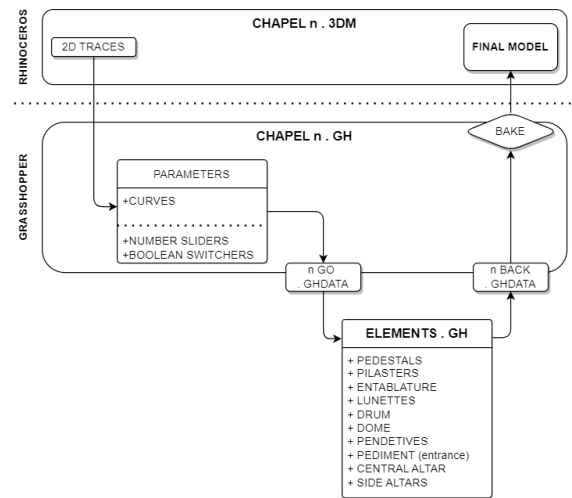 RHINOCEROS
CHAPEL n . 3DM
2D TRACES
FINAL MODEL
GRASSHOPPER
CHAPEL n . GH
BAKE
PARAMETERS
+CURVES
+NUMBER SLIDERS
+BOOLEAN SWITCHERS
n GO
. GHDATA
n BACK
. GHDATA
ELEMENTS . GH
+ PEDESTALS
+ PILASTERS
+ ENTABLATURE
+ LUNETTES
+ DRUM
+ DOME
+ PENDETIVES
+ PEDIMENT (entrance)
+ CENTRAL ALTAR
+ SIDE ALTARS